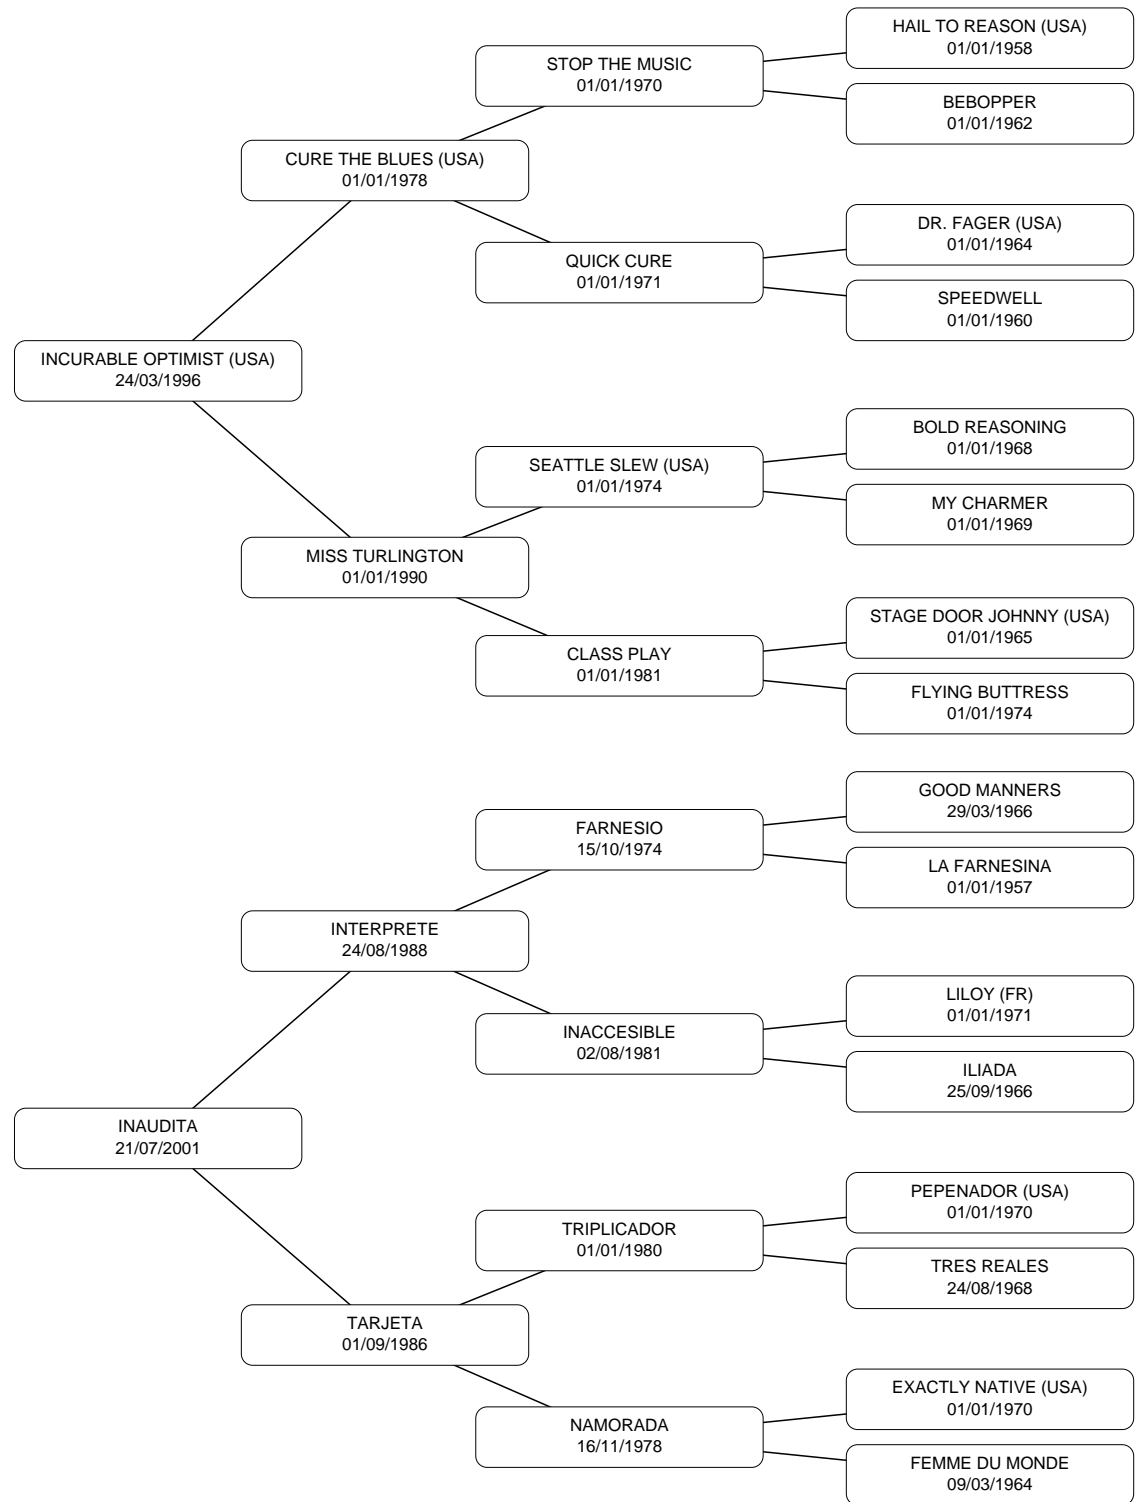 HAIL TO REASON (USA)
01/01/1958
STOP THE MUSIC
01/01/1970
BEBOPPER
01/01/1962
CURE THE BLUES (USA)
01/01/1978
DR. FAGER (USA)
01/01/1964
QUICK CURE
01/01/1971
SPEEDWELL
01/01/1960
INCURABLE OPTIMIST (USA)
24/03/1996
BOLD REASONING
01/01/1968
SEATTLE SLEW (USA)
01/01/1974
MY CHARMER
01/01/1969
MISS TURLINGTON
01/01/1990
STAGE DOOR JOHNNY (USA)
01/01/1965
CLASS PLAY
01/01/1981
FLYING BUTTRESS
01/01/1974
GOOD MANNERS
29/03/1966
FARNESIO
15/10/1974
LA FARNESINA
01/01/1957
INTERPRETE
24/08/1988
LILOY (FR)
01/01/1971
INACCESIBLE
02/08/1981
ILIADA
25/09/1966
INAUDITA
21/07/2001
PEPENADOR (USA)
01/01/1970
TRIPLICADOR
01/01/1980
TRES REALES
24/08/1968
TARJETA
01/09/1986
EXACTLY NATIVE (USA)
01/01/1970
NAMORADA
16/11/1978
FEMME DU MONDE
09/03/1964